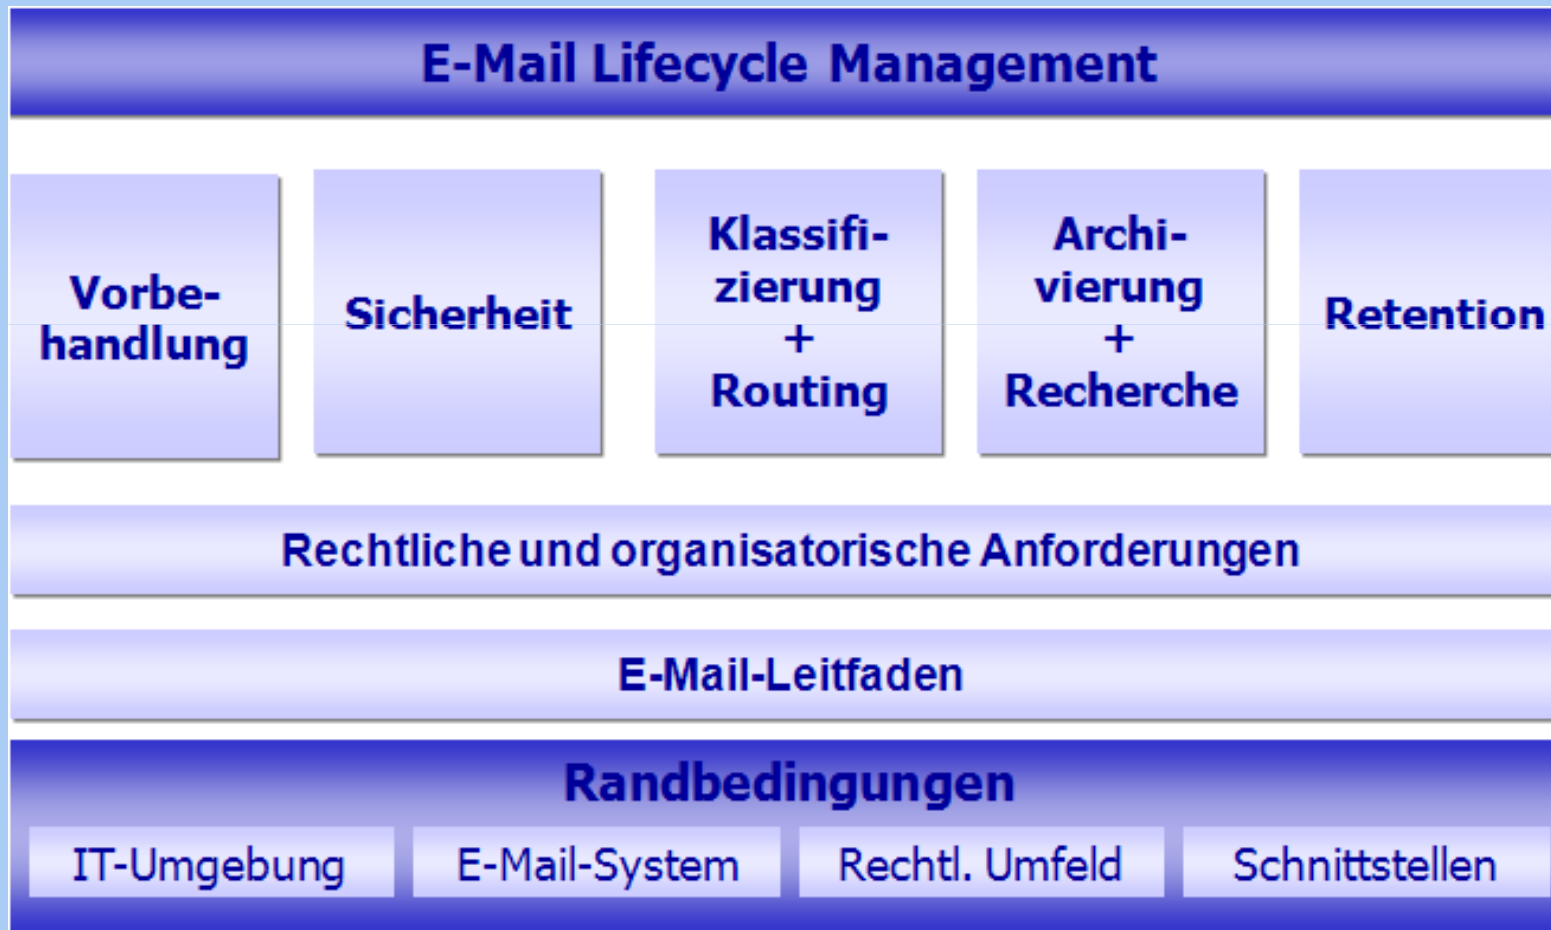 E-Mail Lifecycle Management
Vorbe-
handlung
Sicherheit
Klassifi-
zierung
+
Routing
Archi-
vierung
+
Recherche
Retention
Rechtliche und organisatorische Anforderungen
E-Mail-Leitfaden
Randbedingungen
IT-Umgebung
E-Mail-System
Rechtl. Umfeld
Schnittstellen